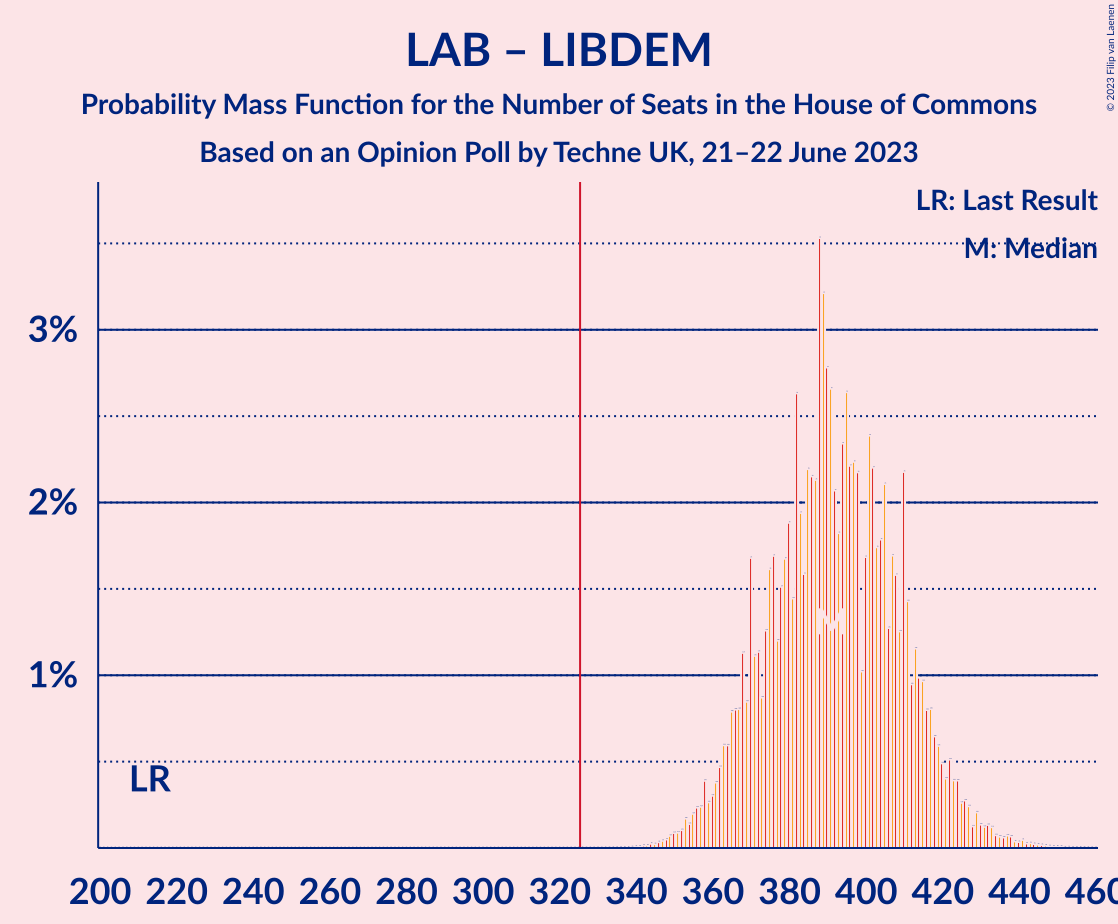 LAB – LIBDEM
Probability Mass Function for the Number of Seats in the House of Commons
Based on an Opinion Poll by Techne UK, 21–22 June 2023
© 2023 Filip van Laenen
LR: Last Result
M: Median
3%
2%
1%
LR
M
200 220 240 260 280 300 320 340 360 380 400 420 440 460